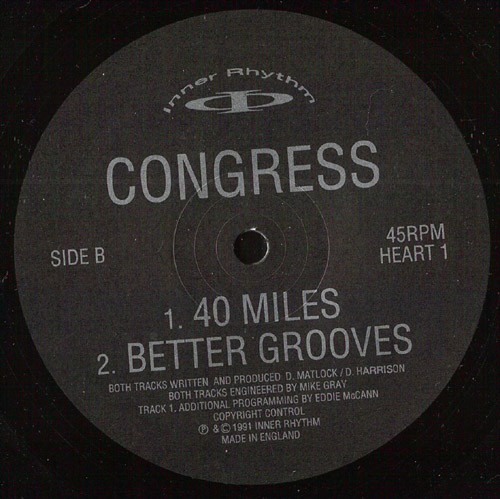 Inner Rhythm
CONGRESS
SIDE B
45RPM
HEART 1
1. 40 MILES
2. BETTER GROOVES
BOTH TRACKS WRITTEN AND PRODUCED D. MATLOCK / D. HARRISON
BOTH TRACKS ENGINEERED BY MIKE GRAY
TRACK 1. ADDITIONAL PROGRAMMING BY EDDIE McCANN
COPYRIGHT CONTROL
℗ & © 1991 INNER RHYTHM
MADE IN ENGLAND